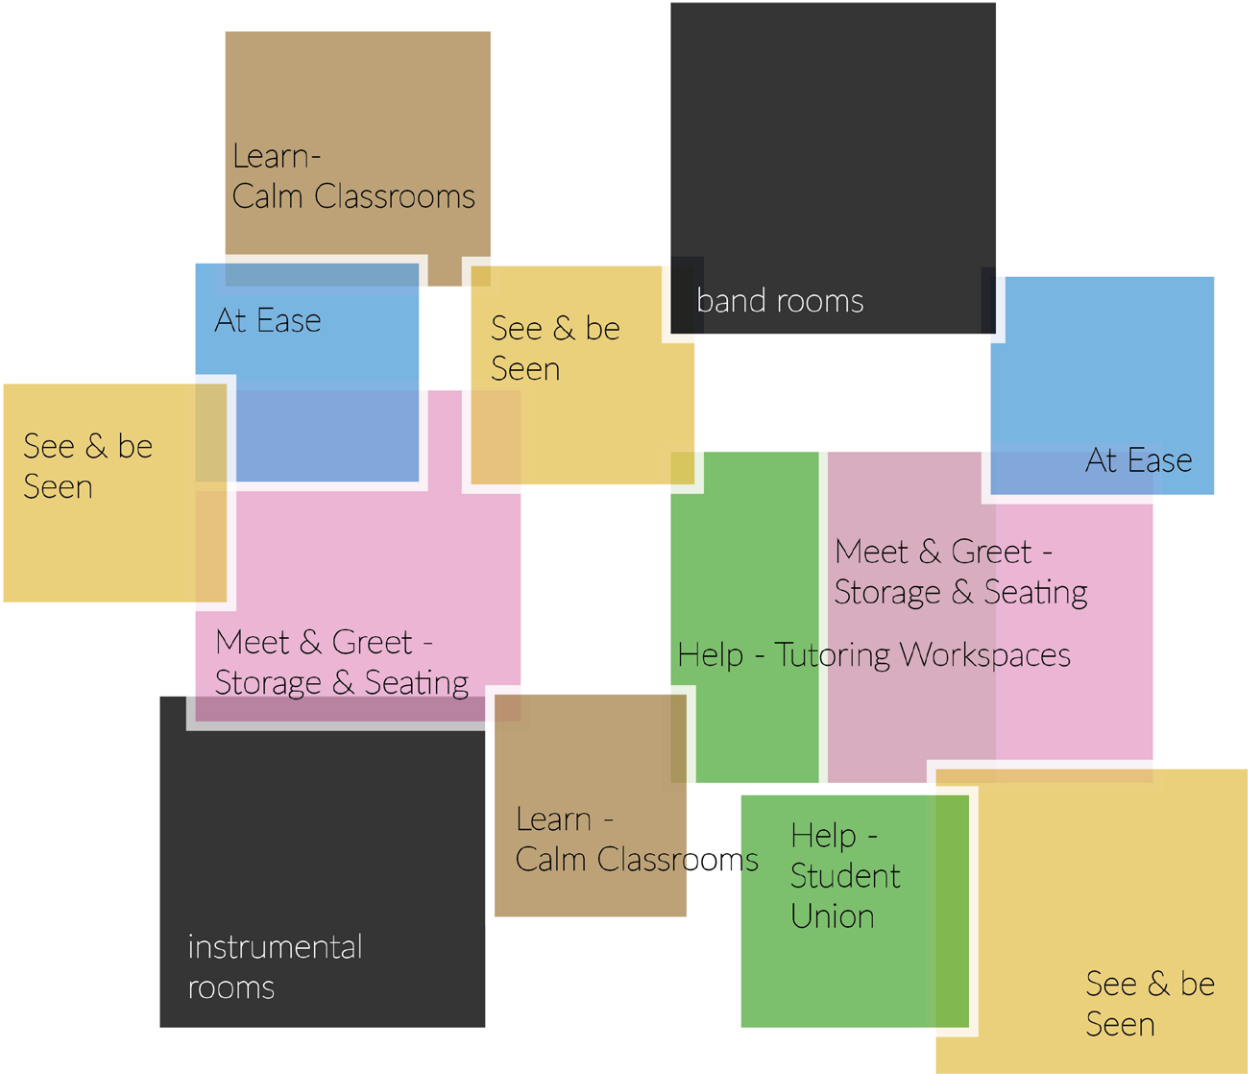 Learn-
Calm Classrooms
band rooms
At Ease
See & be
Seen
See & be
Seen
At Ease
Meet & Greet -
Storage & Seating
Help - Tutoring Workspaces
Meet & Greet -
Storage & Seating
Learn -
Calm Classrooms
Help -
Student
Union
instrumental
rooms
See & be
Seen